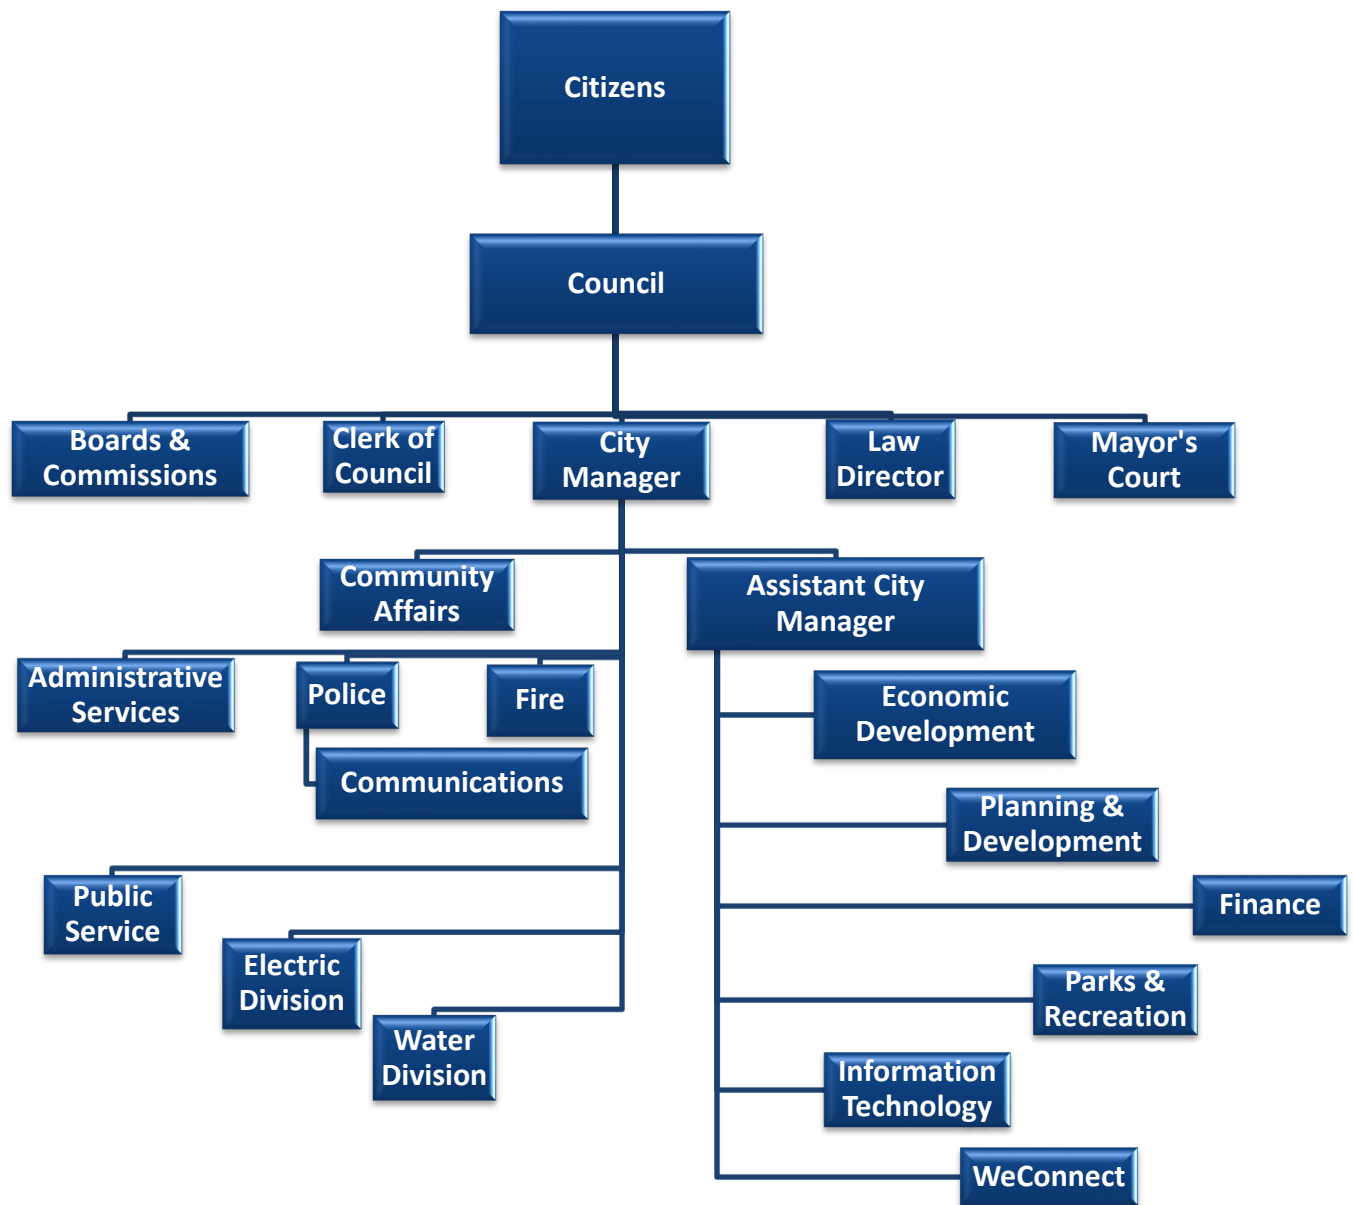 Citizens
Council
Boards &
Commissions
Clerk of
Council
City
Manager
Law
Director
Mayor's
Court
Community
Affairs
Assistant City
Manager
Administrative
Services
Police
Fire
Communications
Economic
Development
Planning &
Development
Public
Service
Finance
Electric
Division
Parks &
Recreation
Water
Division
Information
Technology
WeConnect